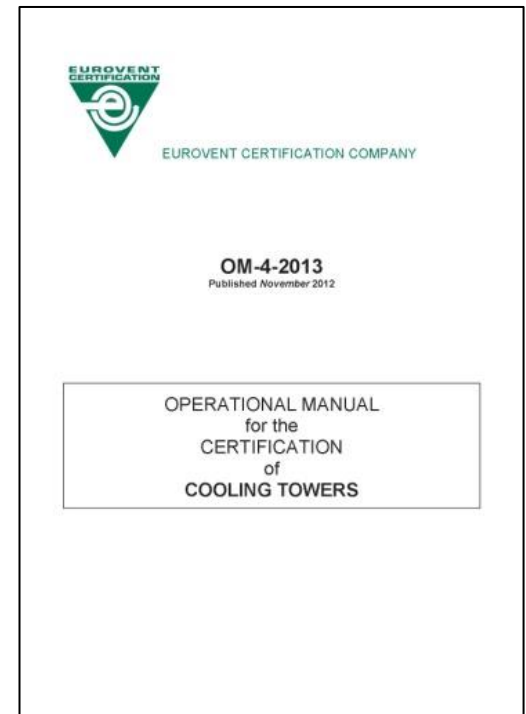 EUROVENT
CERTIFICATION
EUROVENT CERTIFICATION COMPANY
OM-4-2013
Published November 2012
OPERATIONAL MANUAL
for the
CERTIFICATION
of
COOLING TOWERS